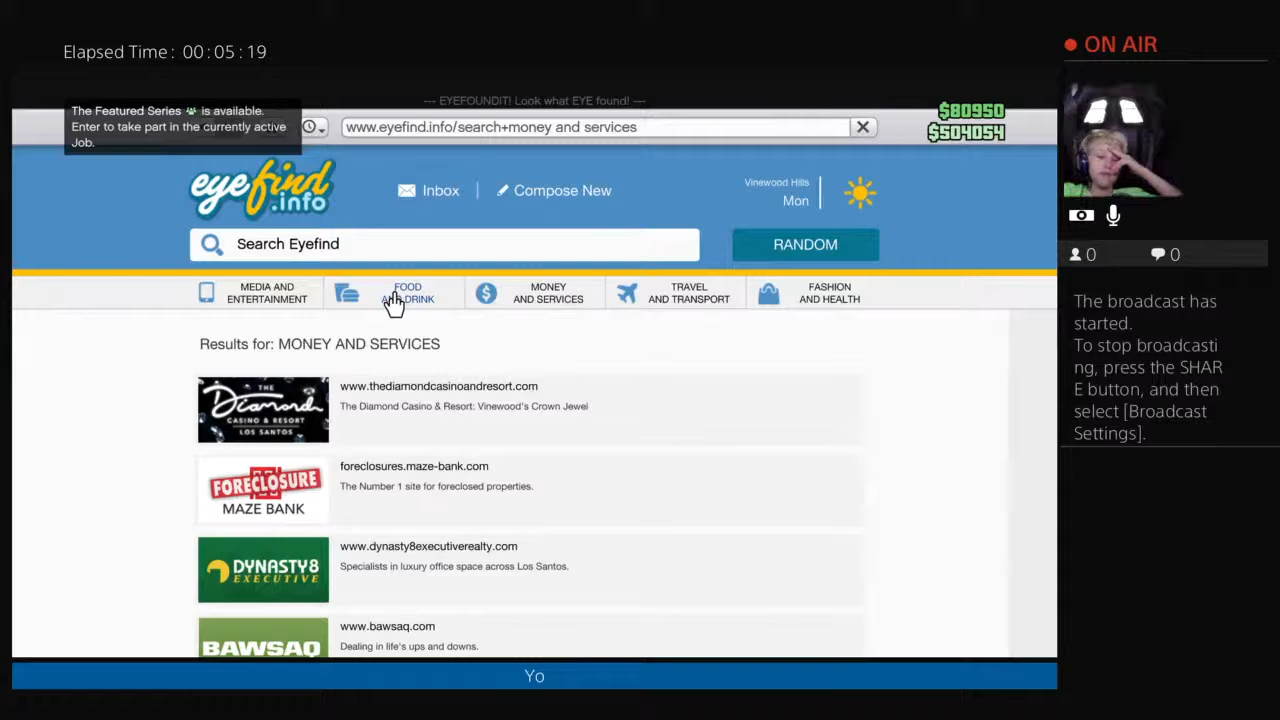 Elapsed Time: 00:05:19
ON AIR
--- EYEFOUNDIT! Look what EYE found! ---
The Featured Series is available.
Enter to take part in the currently active
Job.
www.eyefind.info/search+money and services
$80950
$504054
eyefind
.info
Inbox
Compose New
Vinewood Hills
Mon
Search Eyefind
RANDOM
0
0
MEDIA AND
ENTERTAINMENT
FOOD
AND DRINK
MONEY
AND SERVICES
TRAVEL
AND TRANSPORT
FASHION
AND HEALTH
The broadcast has
started.
To stop broadcasti
ng, press the SHAR
E button, and then
select [Broadcast
Settings].
Results for: MONEY AND SERVICES
THE
Diamond
CASINO & RESORT
LOS SANTOS
www.thediamondcasinoandresort.com
The Diamond Casino & Resort: Vinewood's Crown Jewel
FORECLOSURE
MAZE BANK
foreclosures.maze-bank.com
The Number 1 site for foreclosed properties.
DYNASTY8
EXECUTIVE
www.dynasty8executiverealty.com
Specialists in luxury office space across Los Santos.
BAWSAQ
www.bawsaq.com
Dealing in life's ups and downs.
Yo